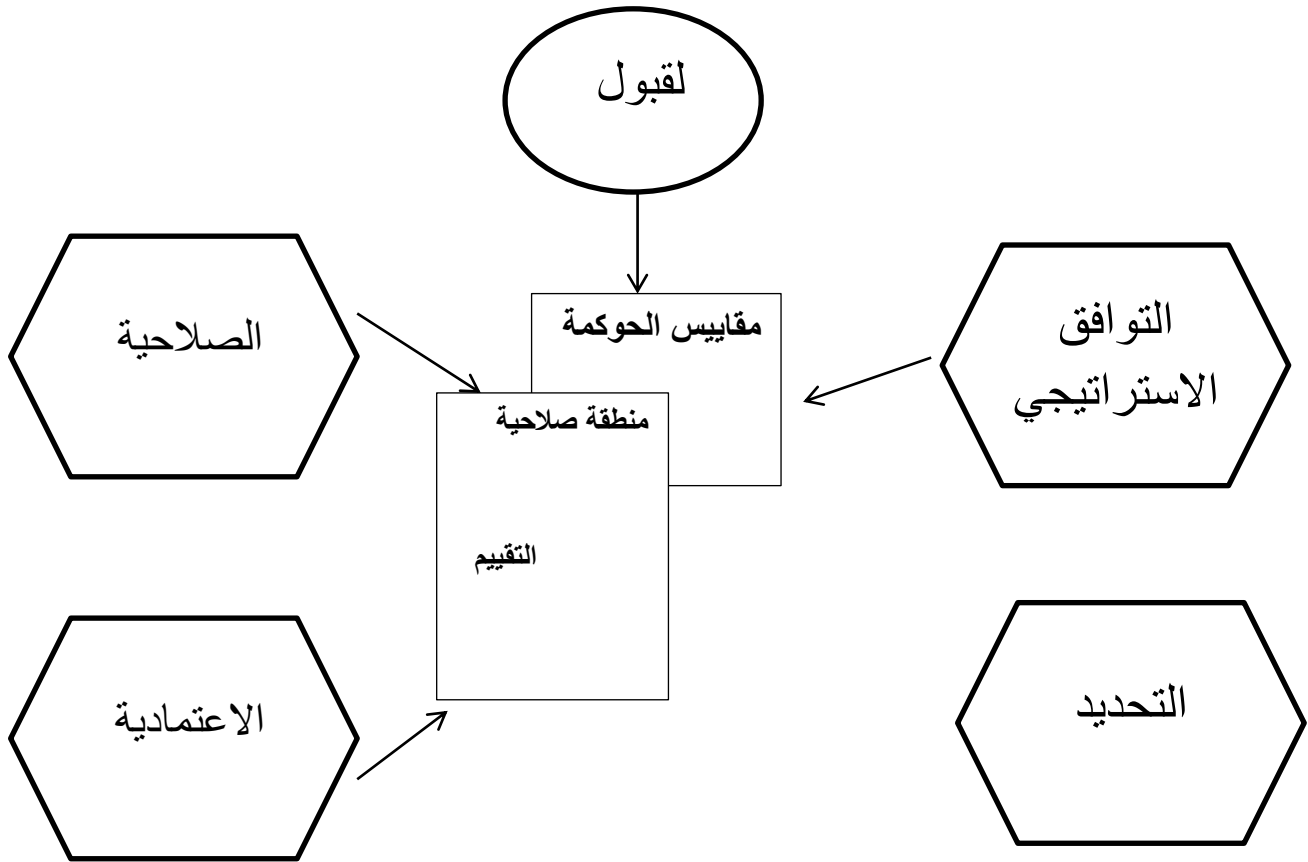 لقبول
التوافق
الاستراتيجي
الصلاحية
مقاييس الحوكمة
منطقة صلاحية
التقييم
التحديد
الاعتمادية